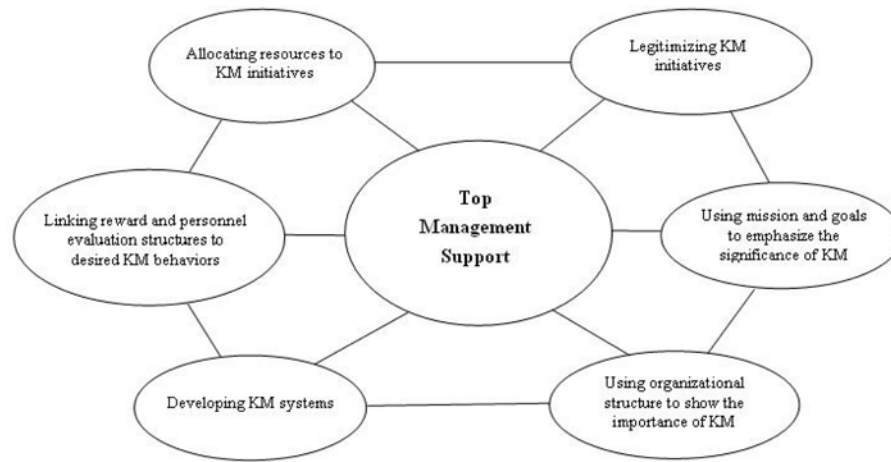 Allocating resources to
KM initiatives
Legitimizing KM
initiatives
Linking reward and personnel
evaluation structures to
desired KM behaviors
Top
Management
Support
Using mission and goals
to emphasize the
significance of KM
Developing KM systems
Using organizational
structure to show the
importance of KM